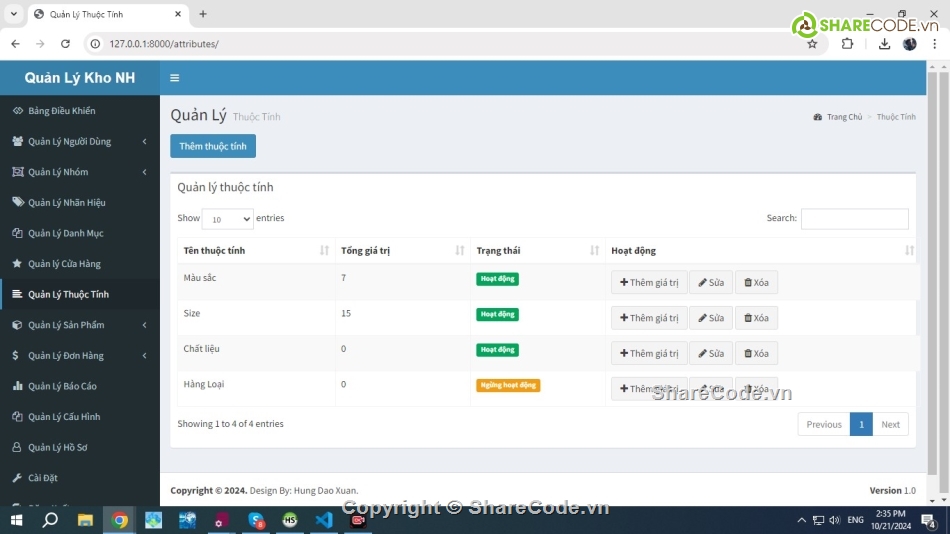 Quản Lý Thuộc Tính
SHARECODE.vn
127.0.0.1:8000/attributes/
Quản Lý Kho NH
Bảng Điều Khiển
Quản Lý Người Dùng
Quản Lý Nhóm
Quản Lý Nhãn Hiệu
Quản Lý Danh Mục
Quản lý Cửa Hàng
Quản Lý Thuộc Tính
Quản Lý Sản Phẩm
Quản Lý Đơn Hàng
Quản Lý Báo Cáo
Quản Lý Cấu Hình
Quản Lý Hồ Sơ
Cài Đặt
Quản Lý Thuộc Tính
Trang Chủ > Thuộc Tính
Thêm thuộc tính
Quản lý thuộc tính
Show 10 entries
Search:
Tên thuộc tính Tổng giá trị Trạng thái Hoạt động
Màu sắc 7 Hoạt động Thêm giá trị Sửa Xóa
Size 15 Hoạt động Thêm giá trị Sửa Xóa
Chất liệu 0 Hoạt động Thêm giá trị Sửa Xóa
Hàng Loại 0 Ngừng hoạt động Thêm giá trị Sửa Xóa
ShareCode.vn
Showing 1 to 4 of 4 entries
Previous 1 Next
Copyright © 2024. Design By: Hung Dao Xuan.
Version 1.0
Copyright © ShareCode.vn
ENG
2:35 PM
10/21/2024
4